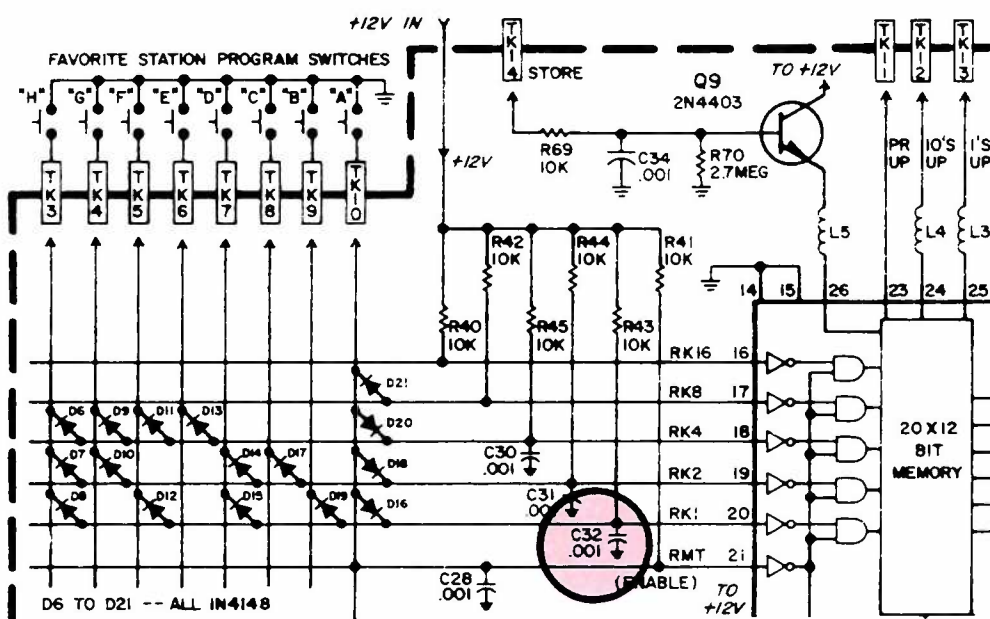 +12V IN
FAVORITE STATION PROGRAM SWITCHES
"H" "G" "F" "E" "D" "C" "B" "A"
TK14 STORE
TK11 TK12 TK13
Q9
2N4403
TO +12V
R69
10K
C34
.001
R70
2.7MEG
PR UP
10'S UP
1'S UP
+12V
TK3 TK4 TK5 TK6 TK7 TK8 TK9 TK10
L5 L4 L3
R42
10K
R44
10K
R41
10K
14 15 26 23 24 25
R40
10K
R45
10K
R43
10K
RK16 16
D21
RK8 17
D6 D9 D11 D13 D20
RK4 18
20 X 12
BIT
MEMORY
D7 D10 D14 D17 D18
C30
.001
RK2 19
D8 D12 D15 D19 D16
C31
RK1 20
C32
.001
RMT 21
C28
.001
(ENABLE)
TO
+12V
D6 TO D21 -- ALL IN4148